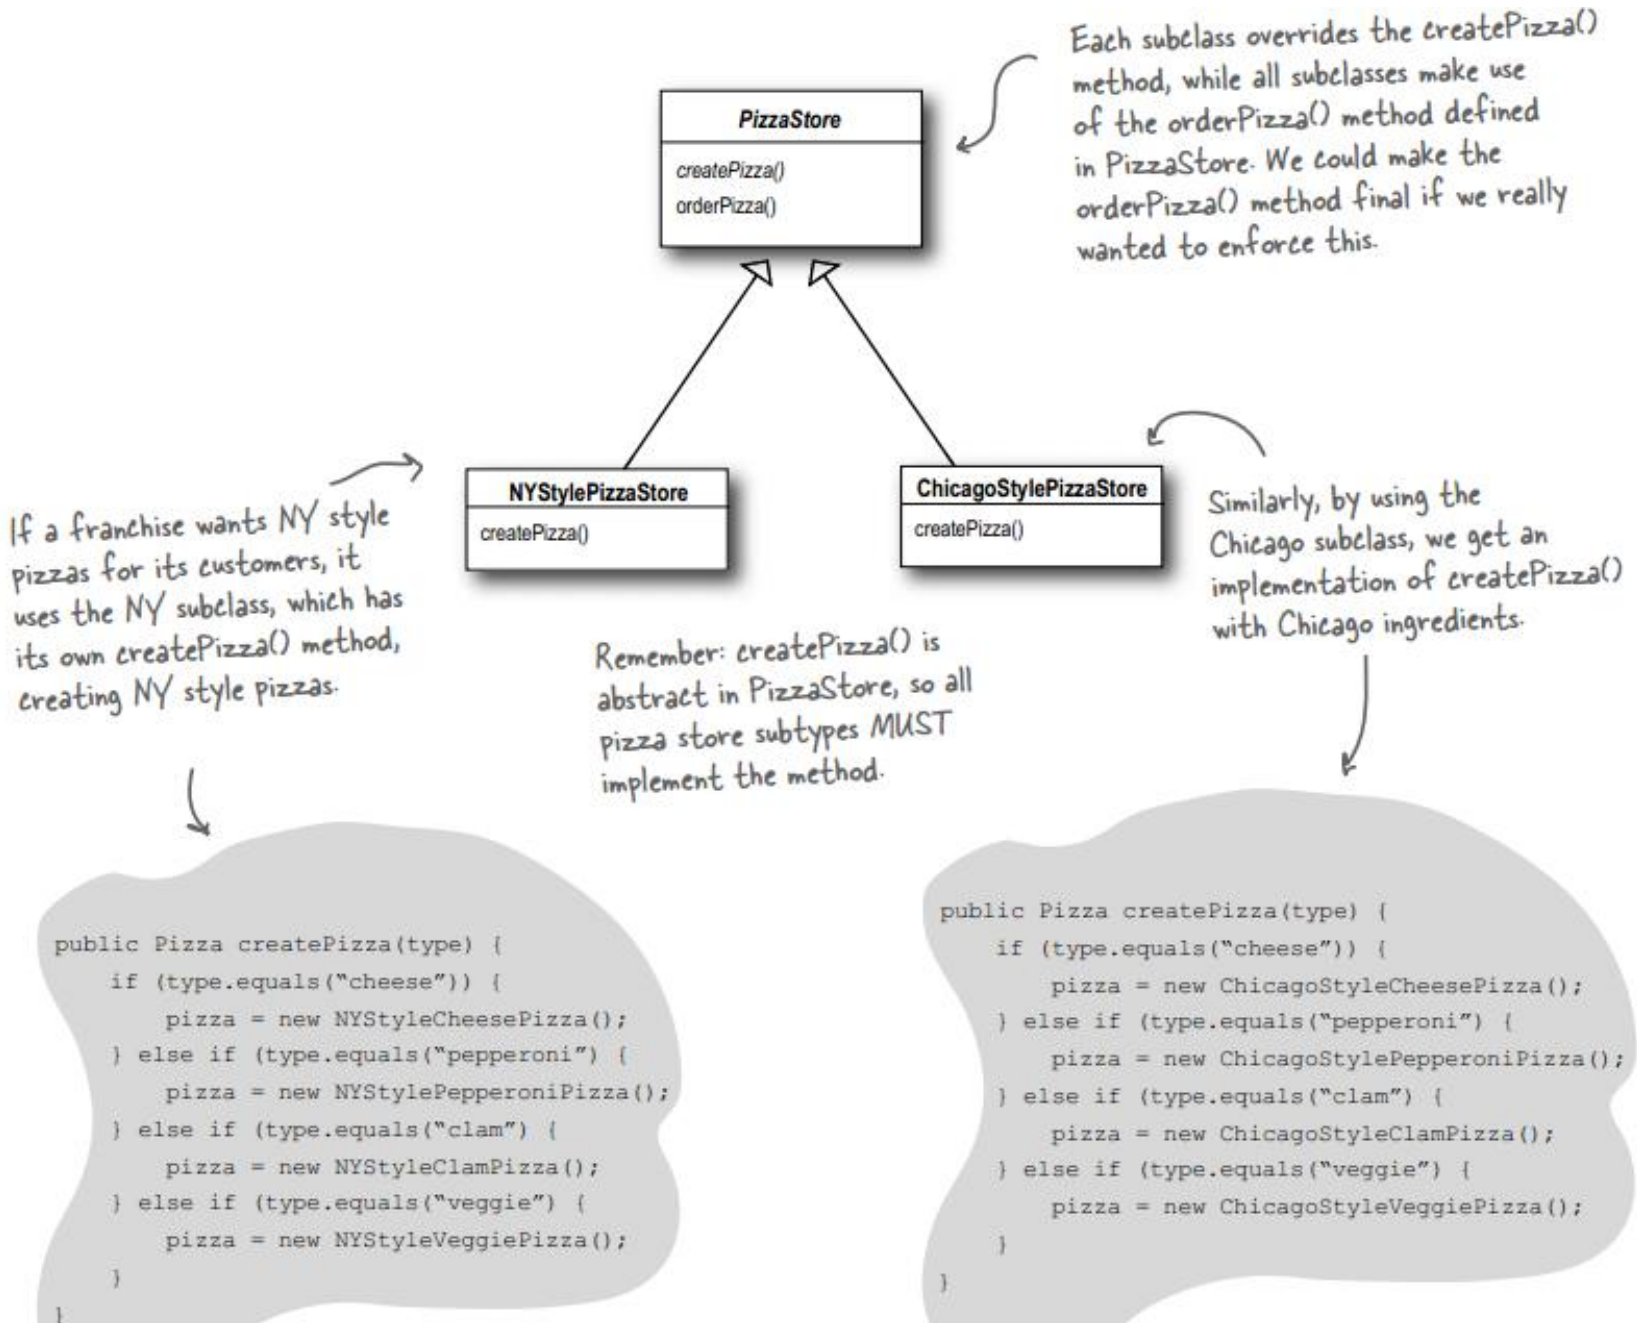 Each subclass overrides the createPizza()
method, while all subclasses make use
of the orderPizza() method defined
in PizzaStore. We could make the
orderPizza() method final if we really
wanted to enforce this.
PizzaStore
createPizza()
orderPizza()
NYStylePizzaStore
createPizza()
ChicagoStylePizzaStore
createPizza()
If a franchise wants NY style
pizzas for its customers, it
uses the NY subclass, which has
its own createPizza() method,
creating NY style pizzas.
Remember: createPizza() is
abstract in PizzaStore, so all
pizza store subtypes MUST
implement the method.
Similarly, by using the
Chicago subclass, we get an
implementation of createPizza()
with Chicago ingredients.
public Pizza createPizza(type) {
if (type.equals(“cheese”)) {
pizza = new NYStyleCheesePizza();
} else if (type.equals(“pepperoni”) {
pizza = new NYStylePepperoniPizza();
} else if (type.equals(“clam”) {
pizza = new NYStyleClamPizza();
} else if (type.equals(“veggie”) {
pizza = new NYStyleVeggiePizza();
}
}
public Pizza createPizza(type) {
if (type.equals(“cheese”)) {
pizza = new ChicagoStyleCheesePizza();
} else if (type.equals(“pepperoni”) {
pizza = new ChicagoStylePepperoniPizza();
} else if (type.equals(“clam”) {
pizza = new ChicagoStyleClamPizza();
} else if (type.equals(“veggie”) {
pizza = new ChicagoStyleVeggiePizza();
}
}